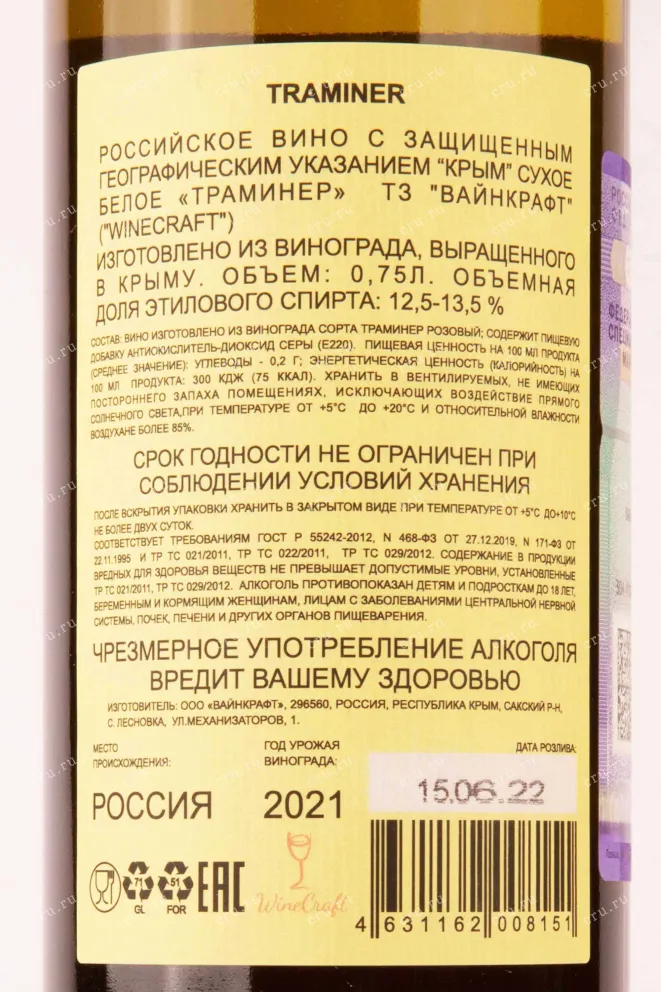 TRAMINER
РОССИЙСКОЕ ВИНО С ЗАЩИЩЕННЫМ
ГЕОГРАФИЧЕСКИМ УКАЗАНИЕМ "КРЫМ" СУХОЕ
БЕЛОЕ «ТРАМИНЕР» ТЗ "ВАЙНКРАФТ"
("WINECRAFT")
ИЗГОТОВЛЕНО ИЗ ВИНОГРАДА, ВЫРАЩЕННОГО
В КРЫМУ. ОБЪЕМ: 0,75Л. ОБЪЕМНАЯ
ДОЛЯ ЭТИЛОВОГО СПИРТА: 12,5-13,5 %
СОСТАВ: ВИНО ИЗГОТОВЛЕНО ИЗ ВИНОГРАДА СОРТА ТРАМИНЕР РОЗОВЫЙ; СОДЕРЖИТ ПИЩЕВУЮ
ДОБАВКУ АНТИОКИСЛИТЕЛЬ-ДИОКСИД СЕРЫ (Е220). ПИЩЕВАЯ ЦЕННОСТЬ НА 100 МЛ ПРОДУКТА
(СРЕДНЕЕ ЗНАЧЕНИЕ): УГЛЕВОДЫ - 0,2 Г; ЭНЕРГЕТИЧЕСКАЯ ЦЕННОСТЬ (КАЛОРИЙНОСТЬ) НА
100 МЛ ПРОДУКТА: 300 КДЖ (75 ККАЛ). ХРАНИТЬ В ВЕНТИЛИРУЕМЫХ, НЕ ИМЕЮЩИХ
ПОСТОРОННЕГО ЗАПАХА ПОМЕЩЕНИЯХ, ИСКЛЮЧАЮЩИХ ВОЗДЕЙСТВИЕ ПРЯМОГО
СОЛНЕЧНОГО СВЕТА,ПРИ ТЕМПЕРАТУРЕ ОТ +5°С ДО +20°С И ОТНОСИТЕЛЬНОЙ ВЛАЖНОСТИ
ВОЗДУХАНЕ БОЛЕЕ 85%.
СРОК ГОДНОСТИ НЕ ОГРАНИЧЕН ПРИ
СОБЛЮДЕНИИ УСЛОВИЙ ХРАНЕНИЯ
ПОСЛЕ ВСКРЫТИЯ УПАКОВКИ ХРАНИТЬ В ЗАКРЫТОМ ВИДЕ ПРИ ТЕМПЕРАТУРЕ ОТ +5°С ДО+10°С
НЕ БОЛЕЕ ДВУХ СУТОК.
СООТВЕТСТВУЕТ ТРЕБОВАНИЯМ ГОСТ Р 55242-2012, N 468-ФЗ ОТ 27.12.2019, N 171-ФЗ ОТ
22.11.1995 И ТР ТС 021/2011, ТР ТС 022/2011, ТР ТС 029/2012. СОДЕРЖАНИЕ В ПРОДУКЦИИ
ВРЕДНЫХ ДЛЯ ЗДОРОВЬЯ ВЕЩЕСТВ НЕ ПРЕВЫШАЕТ ДОПУСТИМЫЕ УРОВНИ, УСТАНОВЛЕННЫЕ
ТР ТС 021/2011, ТР ТС 029/2012. АЛКОГОЛЬ ПРОТИВОПОКАЗАН ДЕТЯМ И ПОДРОСТКАМ ДО 18 ЛЕТ,
БЕРЕМЕННЫМ И КОРМЯЩИМ ЖЕНЩИНАМ, ЛИЦАМ С ЗАБОЛЕВАНИЯМИ ЦЕНТРАЛЬНОЙ НЕРВНОЙ
СИСТЕМЫ, ПОЧЕК, ПЕЧЕНИ И ДРУГИХ ОРГАНОВ ПИЩЕВАРЕНИЯ.
ЧРЕЗМЕРНОЕ УПОТРЕБЛЕНИЕ АЛКОГОЛЯ
ВРЕДИТ ВАШЕМУ ЗДОРОВЬЮ
ИЗГОТОВИТЕЛЬ: ООО «ВАЙНКРАФТ», 296560, РОССИЯ, РЕСПУБЛИКА КРЫМ, САКСКИЙ Р-Н,
С. ЛЕСНОВКА, УЛ.МЕХАНИЗАТОРОВ, 1.
МЕСТО
ПРОИСХОЖДЕНИЯ:
РОССИЯ
ГОД УРОЖАЯ
ВИНОГРАДА:
2021
ДАТА РОЗЛИВА:
15.06.22
71
GL
51
FOR
EAC
WineCraft
4 631162 008151
cru.ru